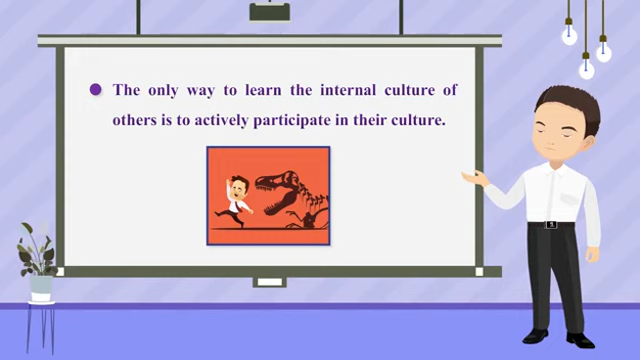 The only way to learn the internal culture of
others is to actively participate in their culture.